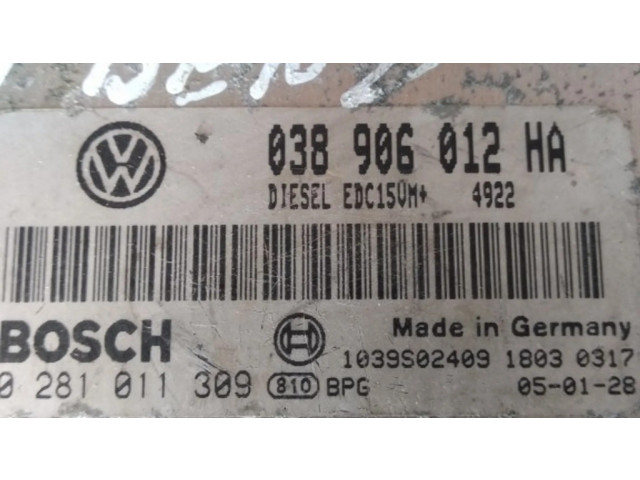 038 906 012 HA
DIESEL EDC15VM+ 4922
BOSCH
Made in Germany
1039S02409 1803 0317
0 281 011 309 810 BPG 05-01-28